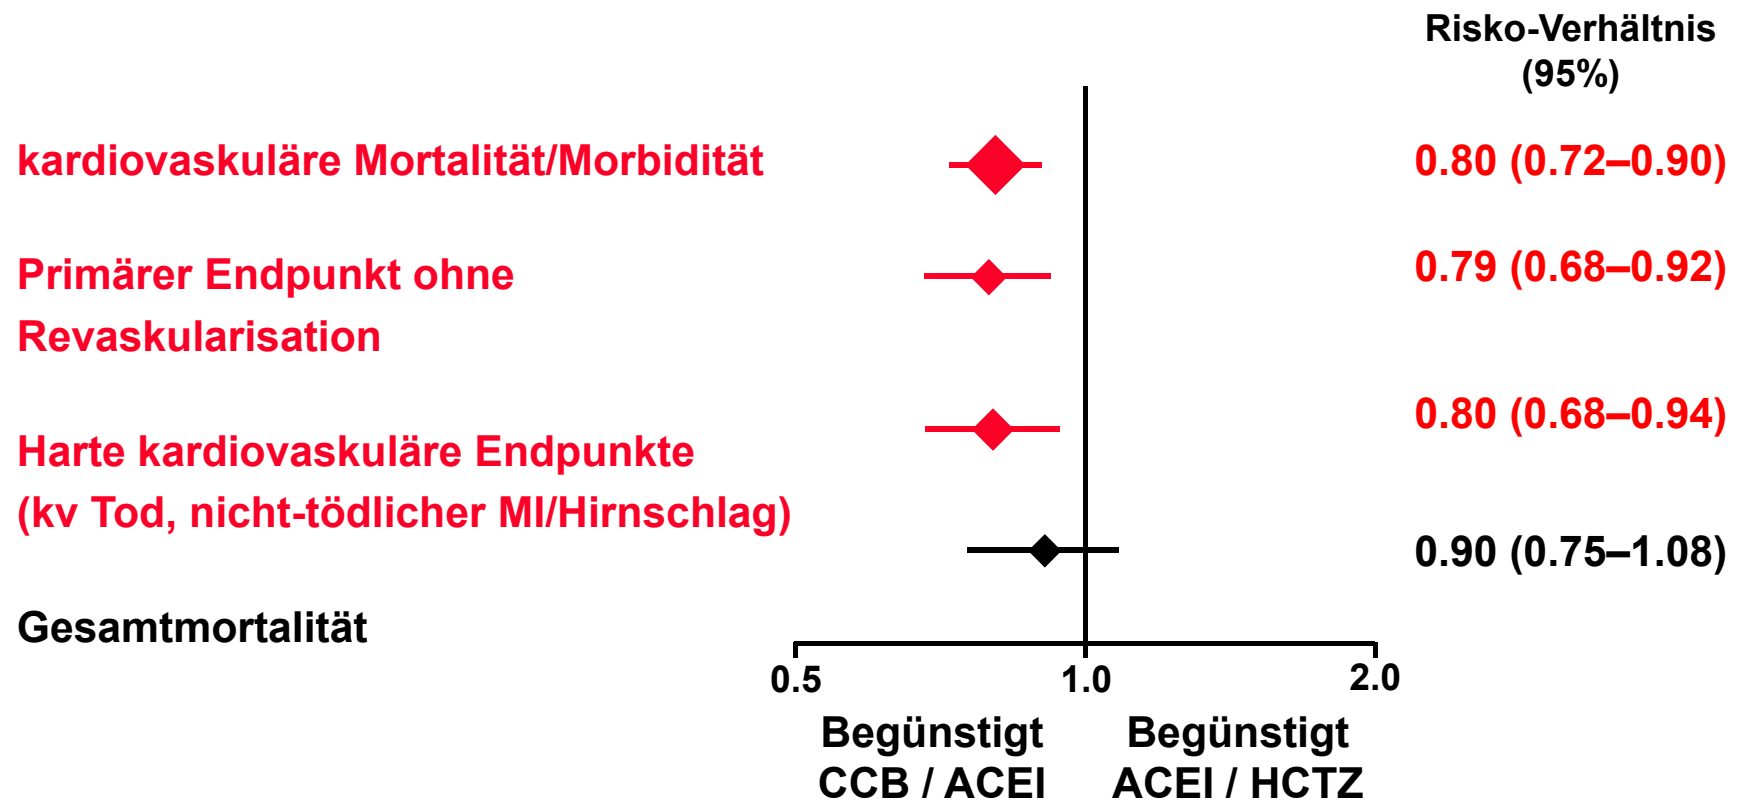 Risko-Verhältnis
(95%)
kardiovaskuläre Mortalität/Morbidität
0.80 (0.72–0.90)
Primärer Endpunkt ohne
Revaskularisation
0.79 (0.68–0.92)
Harte kardiovaskuläre Endpunkte
(kv Tod, nicht-tödlicher MI/Hirnschlag)
0.80 (0.68–0.94)
Gesamtmortalität
0.90 (0.75–1.08)
0.5
1.0
2.0
Begünstigt
CCB / ACEI
Begünstigt
ACEI / HCTZ